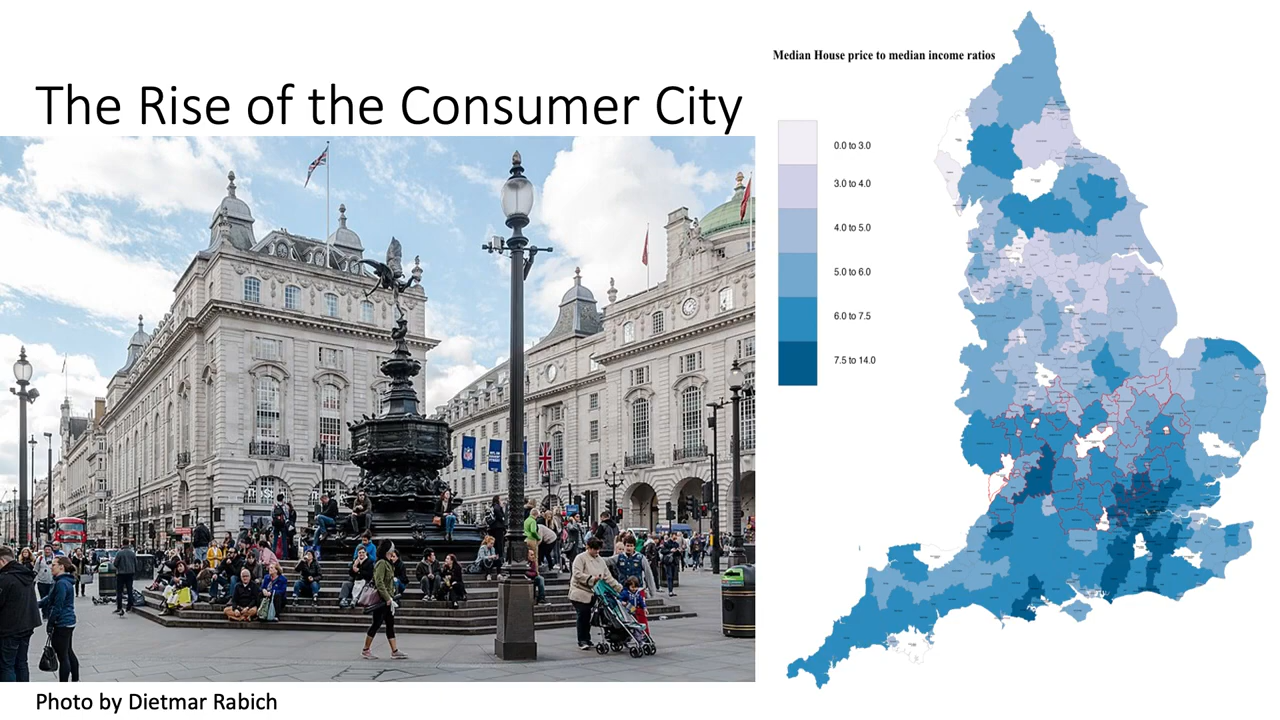 The Rise of the Consumer City
Median House price to median income ratios
0.0 to 3.0
3.0 to 4.0
4.0 to 5.0
5.0 to 6.0
6.0 to 7.5
7.5 to 14.0
Photo by Dietmar Rabich